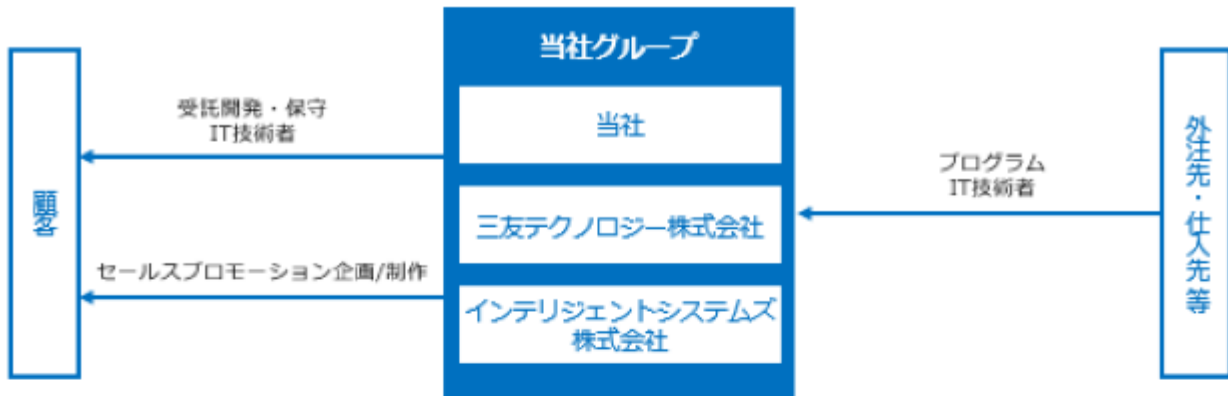 当社グループ
顧客
受託開発・保守
IT技術者
セールスプロモーション企画/制作
当社
三友テクノロジー株式会社
インテリジェントシステムズ
株式会社
プログラム
IT技術者
外注先・仕入先等